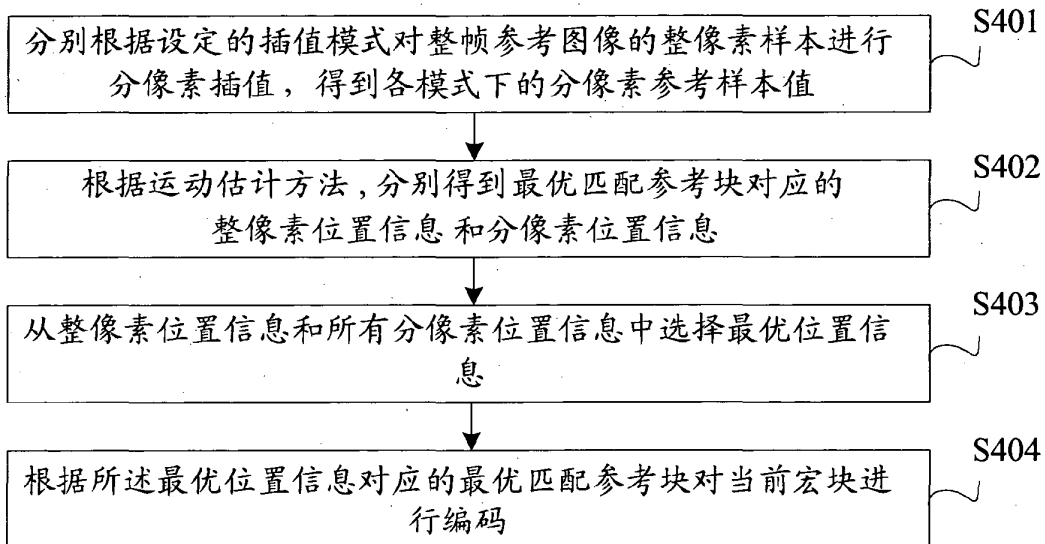 分别根据设定的插值模式对整帧参考图像的整像素样本进行
分像素插值，得到各模式下的分像素参考样本值
S401
根据运动估计方法,分别得到最优匹配参考块对应的
整像素位置信息和分像素位置信息
S402
从整像素位置信息和所有分像素位置信息中选择最优位置信
息
S403
根据所述最优位置信息对应的最优匹配参考块对当前宏块进
行编码
S404